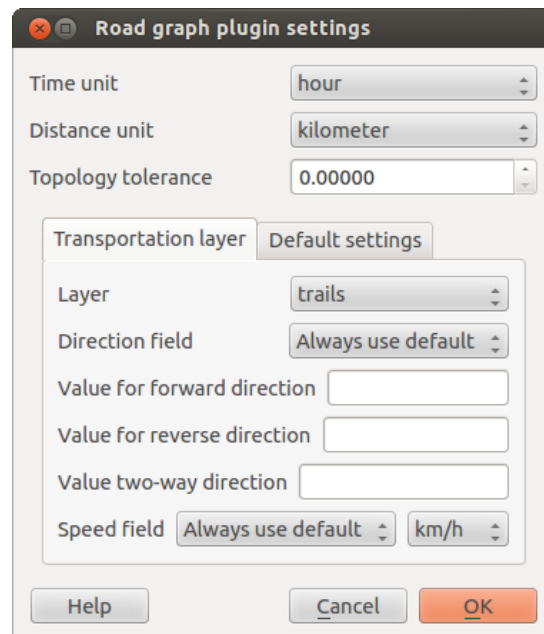 Road graph plugin settings
Time unit hour
Distance unit kilometer
Topology tolerance 0.00000
Transportation layer Default settings
Layer trails
Direction field Always use default
Value for forward direction
Value for reverse direction
Value two-way direction
Speed field Always use default km/h
Help Cancel OK